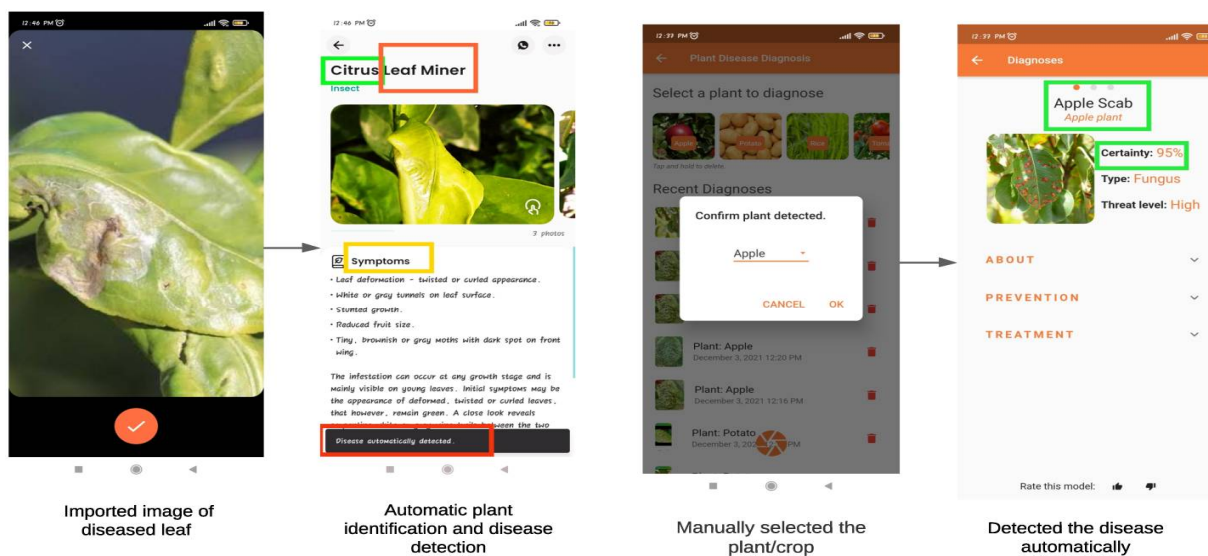 12:46 PM
12:46 PM
Citrus Leaf Miner
Insect
3 photos
Symptoms
• Leaf deformation - twisted or curled appearance.
• White or gray tunnels on leaf surface.
• Stunted growth.
• Reduced fruit size.
• Tiny, brownish or gray moths with dark spot on front
wing.
The infestation can occur at any growth stage and is
mainly visible on young leaves. Initial symptoms may be
the appearance of deformed, twisted or curled leaves,
that however, remain green. A close look reveals
between the two
Disease automatically detected.
Imported image of
diseased leaf
Automatic plant
identification and disease
detection
12:37 PM
Plant Disease Diagnosis
Select a plant to diagnose
Apple
Potato
Rice
Tap and hold to delete
Recent Diagnoses
Confirm plant detected.
Apple
CANCEL OK
Plant: Apple
December 3, 2021 12:20 PM
Plant: Apple
December 3, 2021 12:16 PM
Plant: Potato
December 3, PM
Manually selected the
plant/crop
12:37 PM
Diagnoses
Apple Scab
Apple plant
Certainty: 95%
Type: Fungus
Threat level: High
ABOUT
PREVENTION
TREATMENT
Rate this model:
Detected the disease
automatically